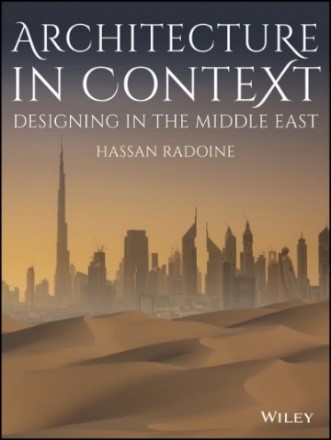 ARCHITECTURE
IN CONTEXT
DESIGNING IN THE MIDDLE EAST
HASSAN RADOINE
WILEY